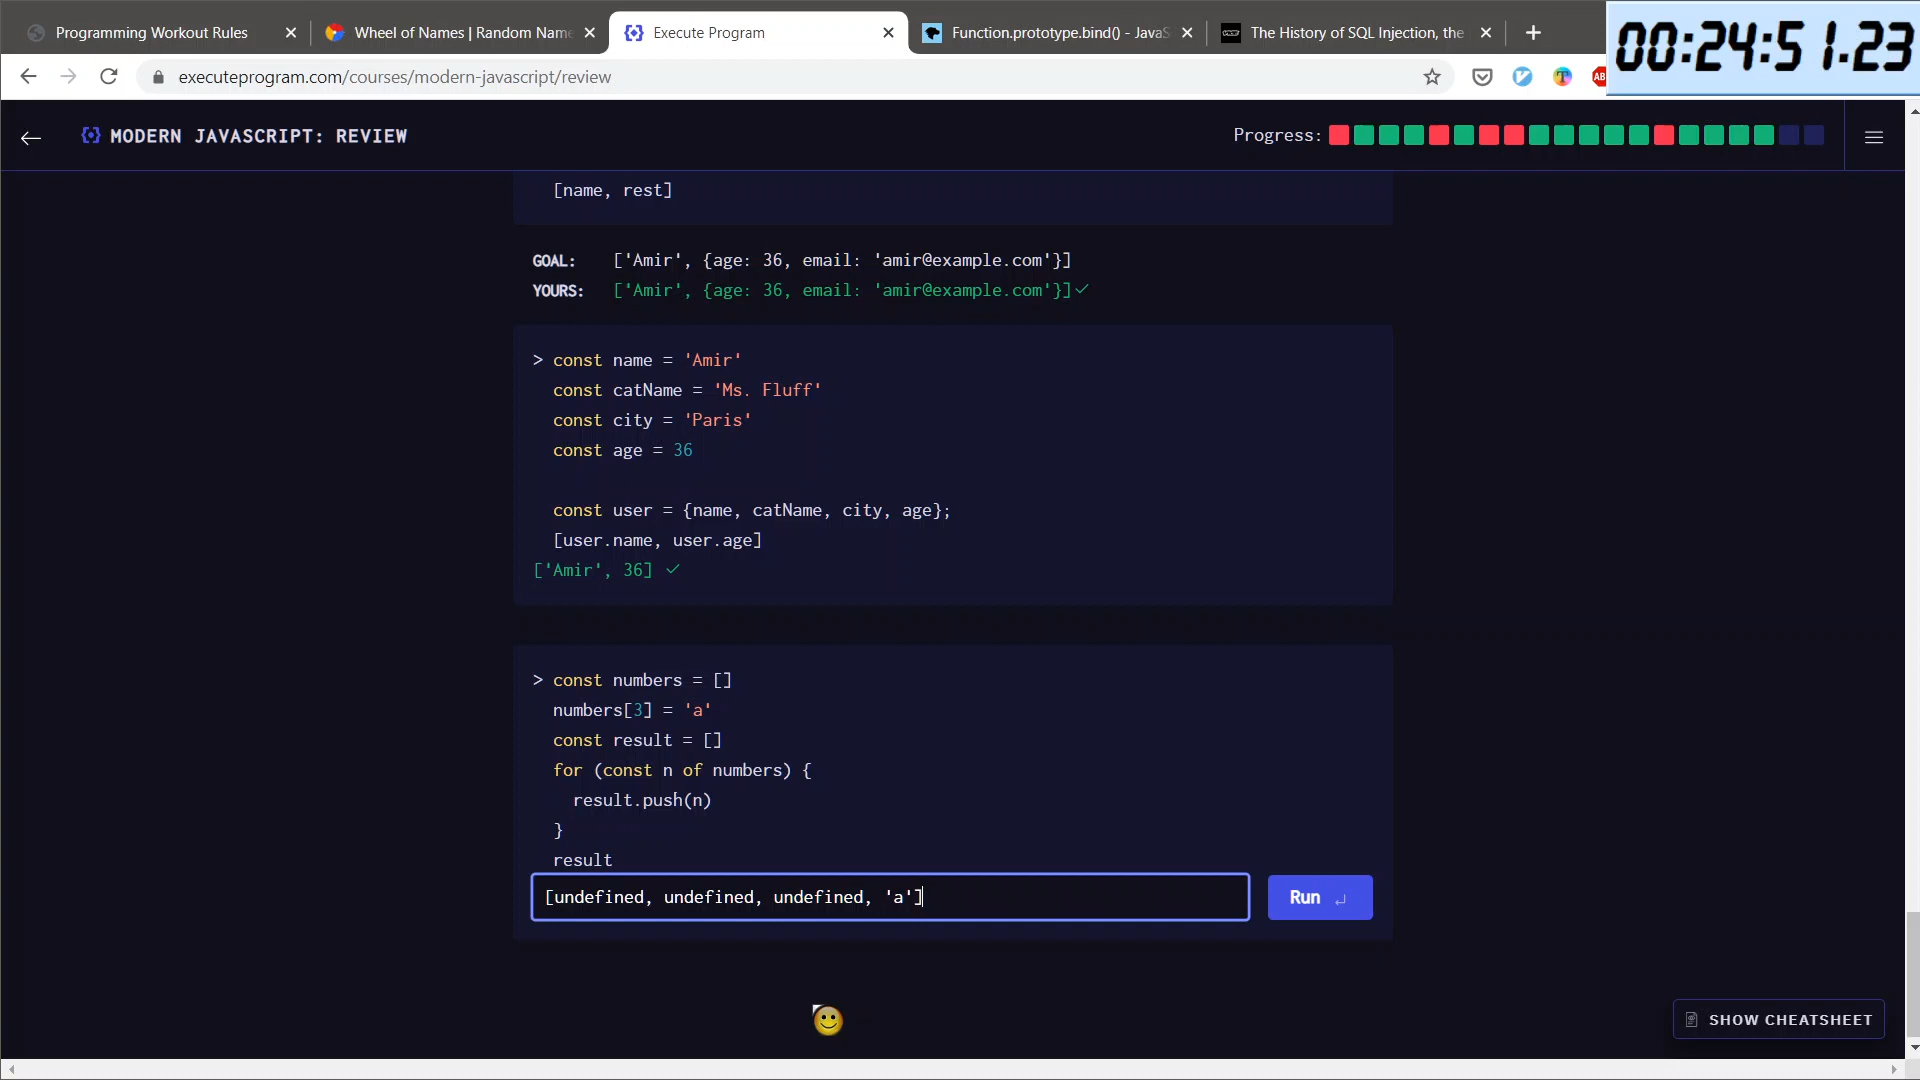 Programming Workout Rules
Wheel of Names | Random Name
Execute Program
Function.prototype.bind() - JavaS
The History of SQL Injection, the
00:24:51.23
executeprogram.com/courses/modern-javascript/review
MODERN JAVASCRIPT: REVIEW
Progress:
[name, rest]
GOAL: ['Amir', {age: 36, email: 'amir@example.com'}]
YOURS: ['Amir', {age: 36, email: 'amir@example.com'}]
> const name = 'Amir'
const catName = 'Ms. Fluff'
const city = 'Paris'
const age = 36
const user = {name, catName, city, age};
[user.name, user.age]
['Amir', 36]
> const numbers = []
numbers[3] = 'a'
const result = []
for (const n of numbers) {
result.push(n)
}
result
[undefined, undefined, undefined, 'a']
Run
SHOW CHEATSHEET